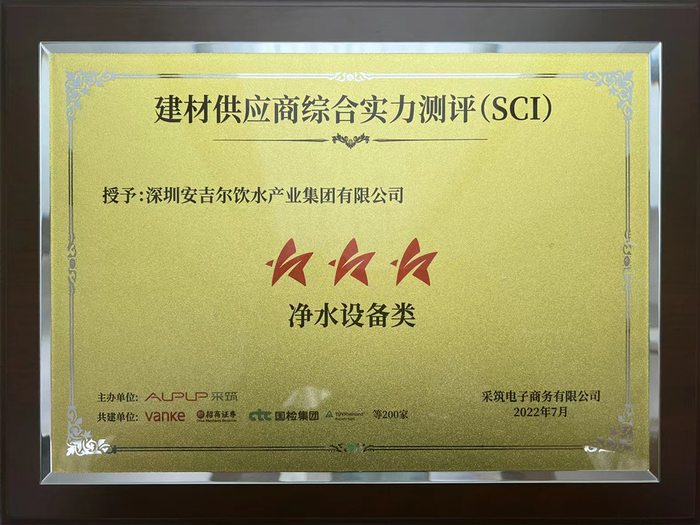 建材供应商综合实力测评(SCI)
授予:深圳安吉尔饮水产业集团有限公司
净水设备类
主办单位: AUPUP 采筑
采筑电子商务有限公司
共建单位: vanke 招商证券 ctc 国检集团 TÜVRheinland 等200家
2022年7月